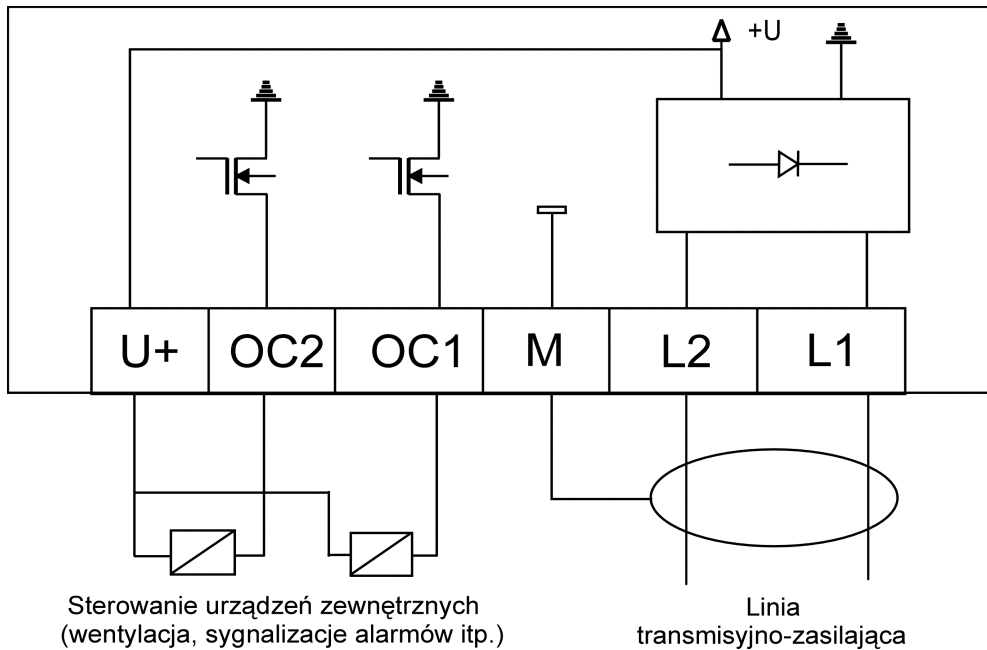 +U
U+ OC2 OC1 M L2 L1
Sterowanie urządzeń zewnętrznych
(wentylacja, sygnalizacje alarmów itp.)
Linia
transmisyjno-zasilająca